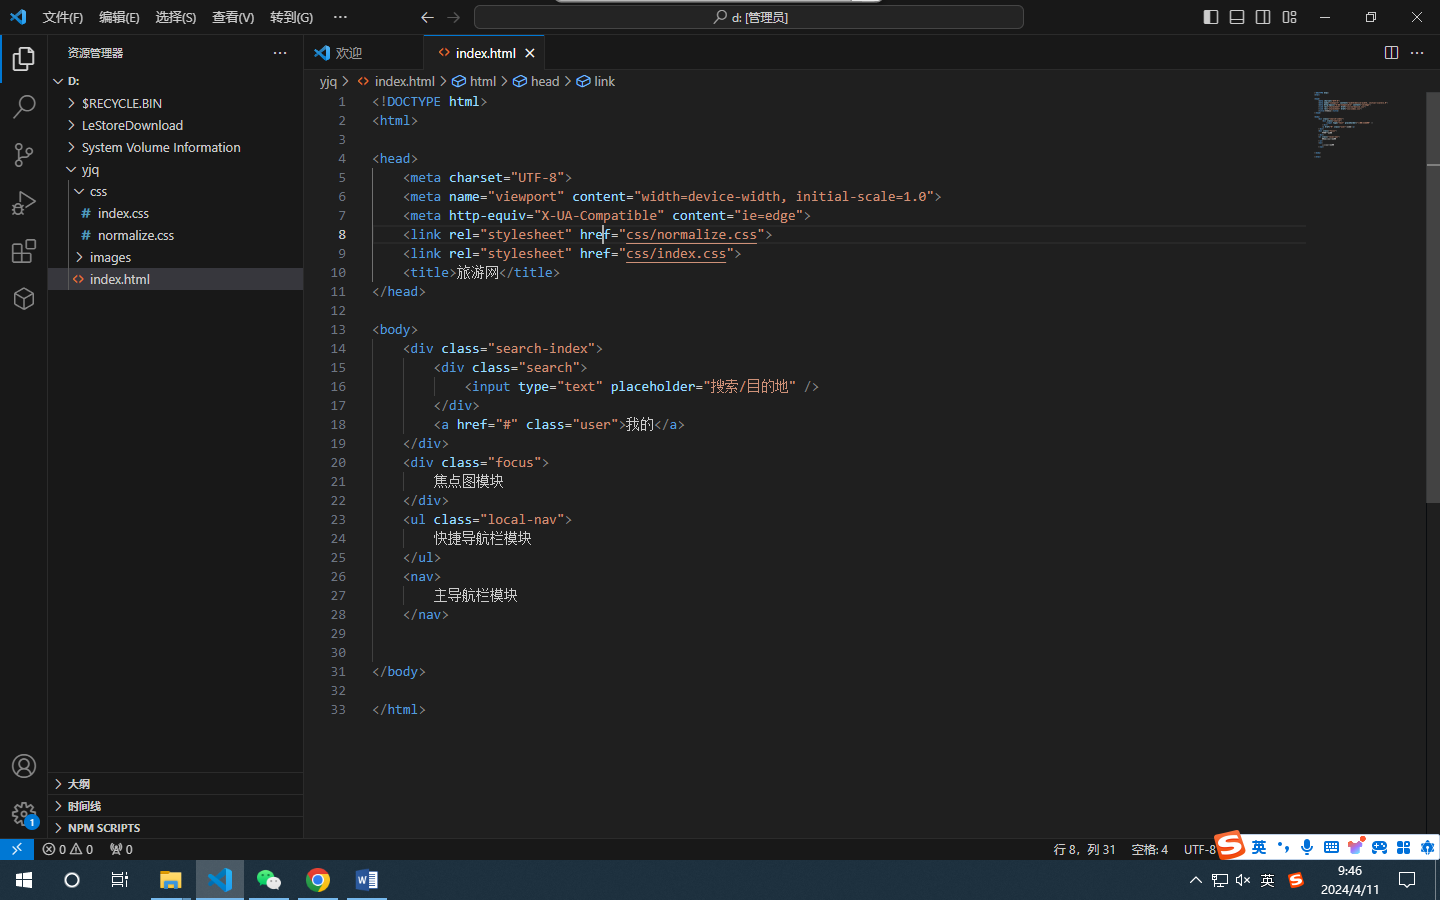 文件(F) 编辑(E) 选择(S) 查看(V) 转到(G) ··· d: [管理员]
资源管理器 ···
D:
$RECYCLE.BIN
LeStoreDownload
System Volume Information
yjq
css
# index.css
# normalize.css
images
index.html
大纲
时间线
NPM SCRIPTS
1
欢迎 index.html
yjq > index.html > html > head > link
1 <!DOCTYPE html>
2 <html>
3
4 <head>
5 <meta charset="UTF-8">
6 <meta name="viewport" content="width=device-width, initial-scale=1.0">
7 <meta http-equiv="X-UA-Compatible" content="ie=edge">
8 <link rel="stylesheet" href="css/normalize.css">
9 <link rel="stylesheet" href="css/index.css">
10 <title>旅游网</title>
11 </head>
12
13 <body>
14 <div class="search-index">
15 <div class="search">
16 <input type="text" placeholder="搜索/目的地" />
17 </div>
18 <a href="#" class="user">我的</a>
19 </div>
20 <div class="focus">
21 焦点图模块
22 </div>
23 <ul class="local-nav">
24 快捷导航栏模块
25 </ul>
26 <nav>
27 主导航栏模块
28 </nav>
29
30
31 </body>
32
33 </html>
0 0 0 行 8，列 31 空格: 4 UTF-8
S 英
W 英 S 9:46
2024/4/11